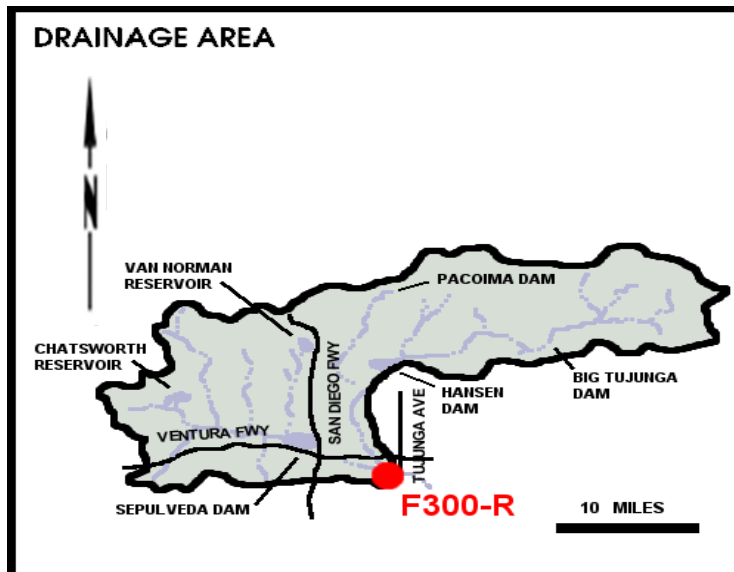 DRAINAGE AREA
N
VAN NORMAN
RESERVOIR
PACOIMA DAM
CHATSWORTH
RESERVOIR
SAN DIEGO FWY
HANSEN
DAM
BIG TUJUNGA
DAM
VENTURA FWY
TUJUNGA AVE
SEPULVEDA DAM
F300-R
10 MILES